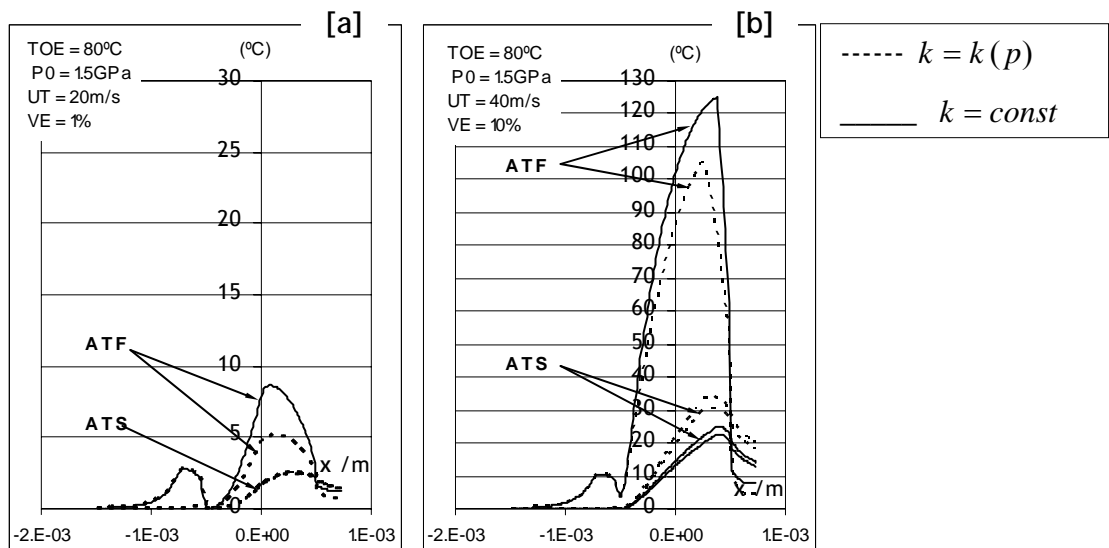 [a]
TOE = 80ºC
P0 = 1.5GPa
UT = 20m/s
VE = 1%
(ºC)
30
25
20
15
10
5
0
ATF
ATS
x /m
-2.E-03
-1.E-03
0.E+00
1.E-03
[b]
TOE = 80ºC
P0 = 1.5GPa
UT = 40m/s
VE = 10%
(ºC)
130
120
110
100
90
80
70
60
50
40
30
20
10
0
ATF
ATS
x /m
-2.E-03
-1.E-03
0.E+00
1.E-03
k = k(p)
k = const